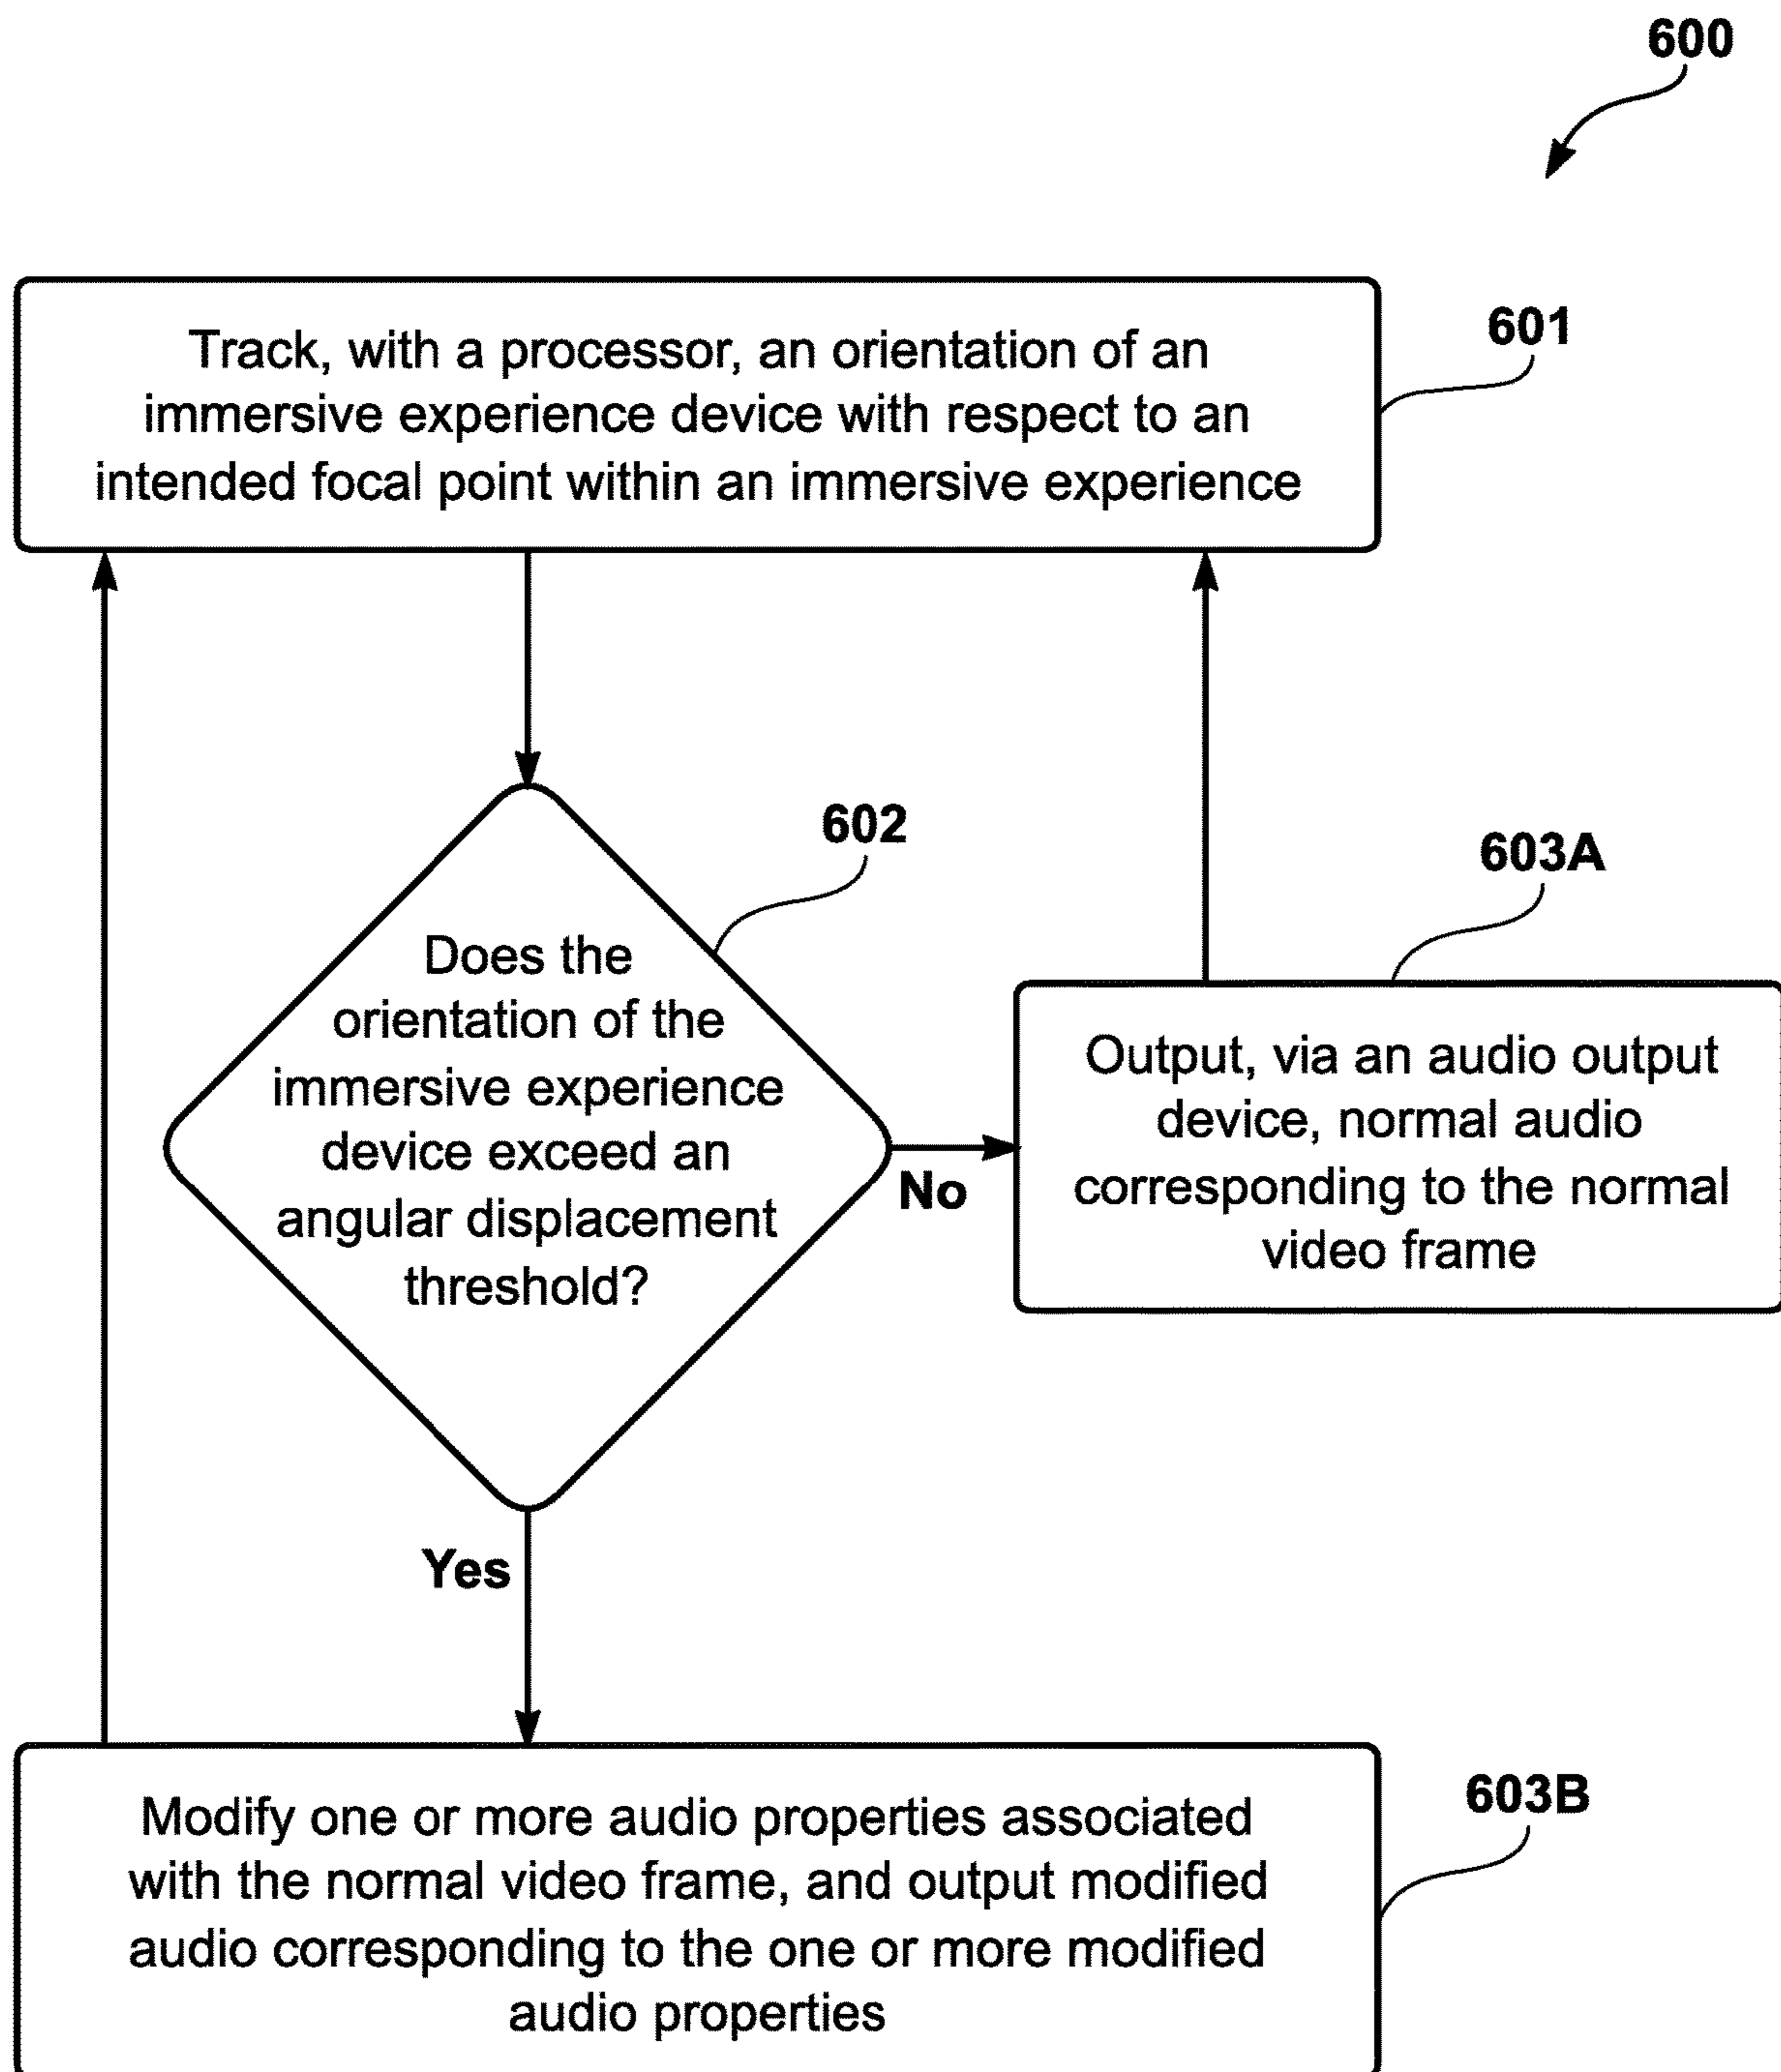 600
Track, with a processor, an orientation of an
immersive experience device with respect to an
intended focal point within an immersive experience
601
602
Does the
orientation of the
immersive experience
device exceed an
angular displacement
threshold?
No
Yes
603A
Output, via an audio output
device, normal audio
corresponding to the normal
video frame
603B
Modify one or more audio properties associated
with the normal video frame, and output modified
audio corresponding to the one or more modified
audio properties